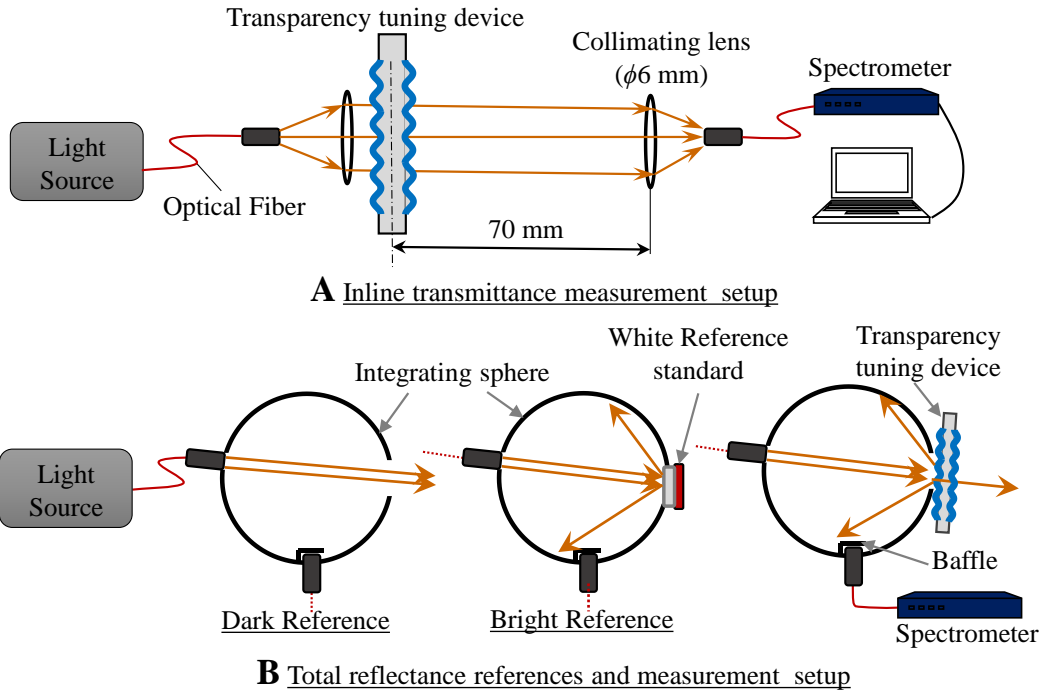 Transparency tuning device
Collimating lens
(ϕ6 mm)
Spectrometer
Light
Source
Optical Fiber
70 mm
A Inline transmittance measurement setup
White Reference
standard
Transparency
tuning device
Integrating sphere
Light
Source
Baffle
Dark Reference
Bright Reference
Spectrometer
B Total reflectance references and measurement setup